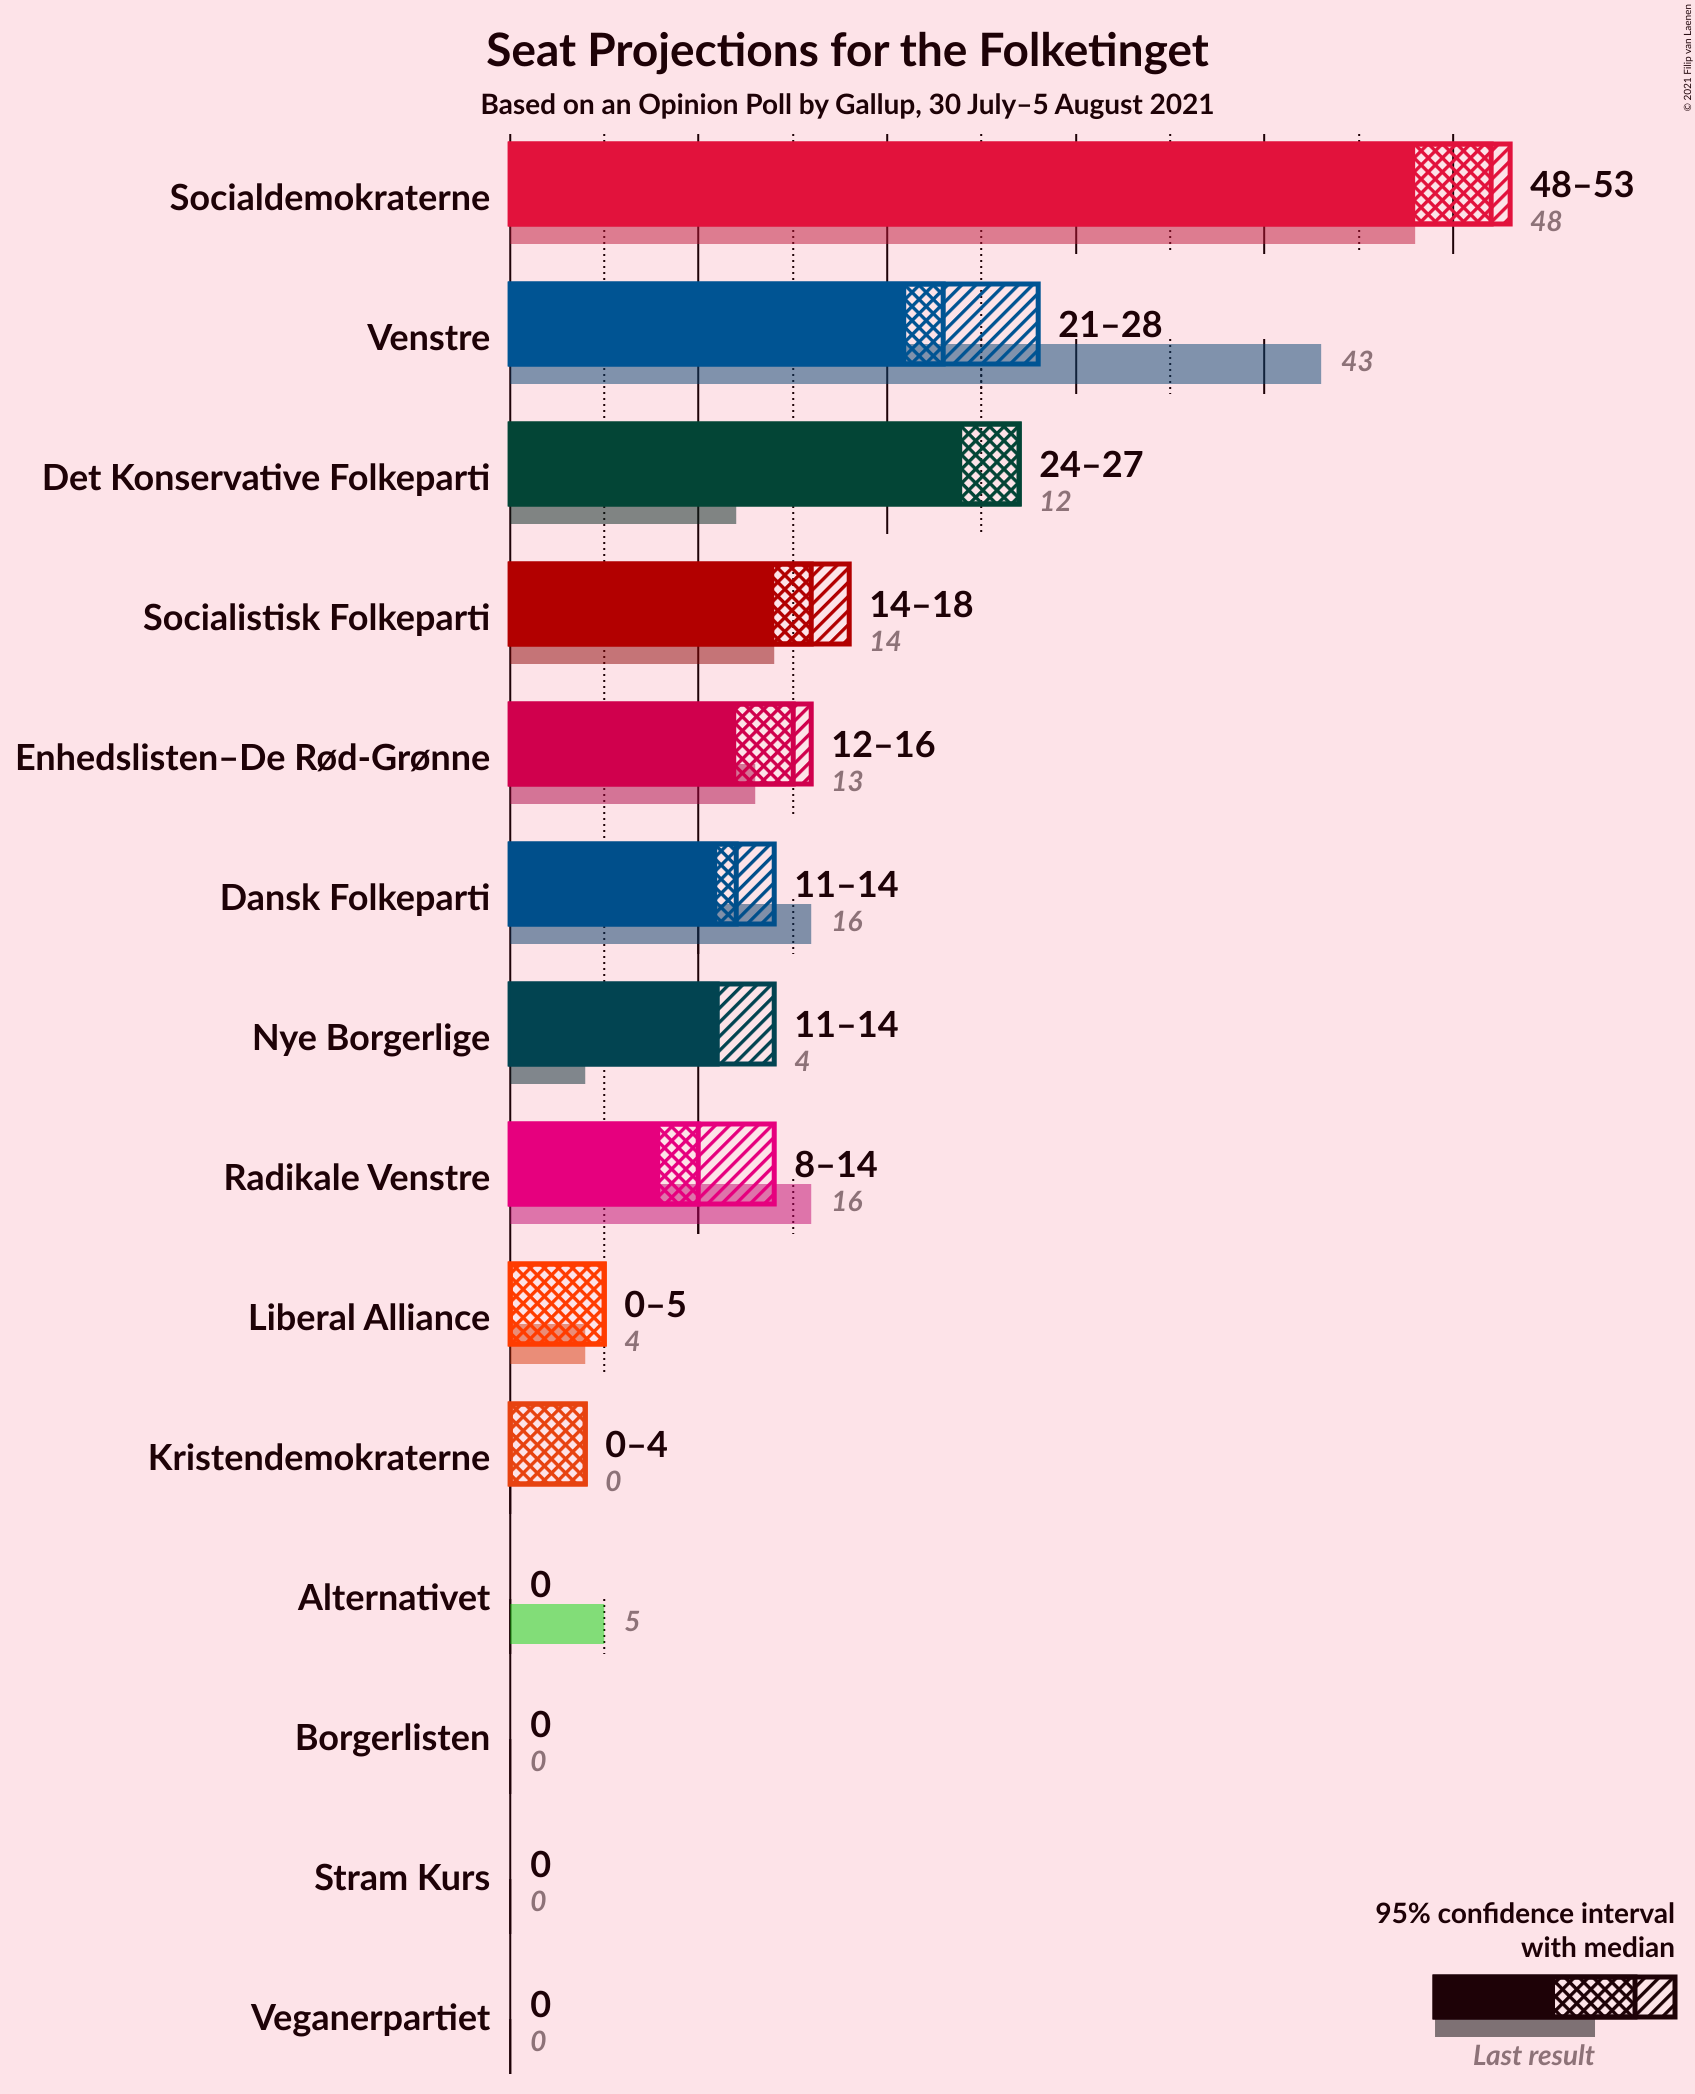 Seat Projections for the Folketinget
Based on an Opinion Poll by Gallup, 30 July–5 August 2021
© 2021 Filip van Laenen
Socialdemokraterne
48–53
48
Venstre
21–28
43
Det Konservative Folkeparti
24–27
12
Socialistisk Folkeparti
14–18
14
Enhedslisten–De Rød-Grønne
12–16
13
Dansk Folkeparti
11–14
16
Nye Borgerlige
11–14
4
Radikale Venstre
8–14
16
Liberal Alliance
0–5
4
Kristendemokraterne
0–4
0
Alternativet
0
5
Borgerlisten
0
0
Stram Kurs
0
0
Veganerpartiet
0
0
95% confidence interval
with median
Last result